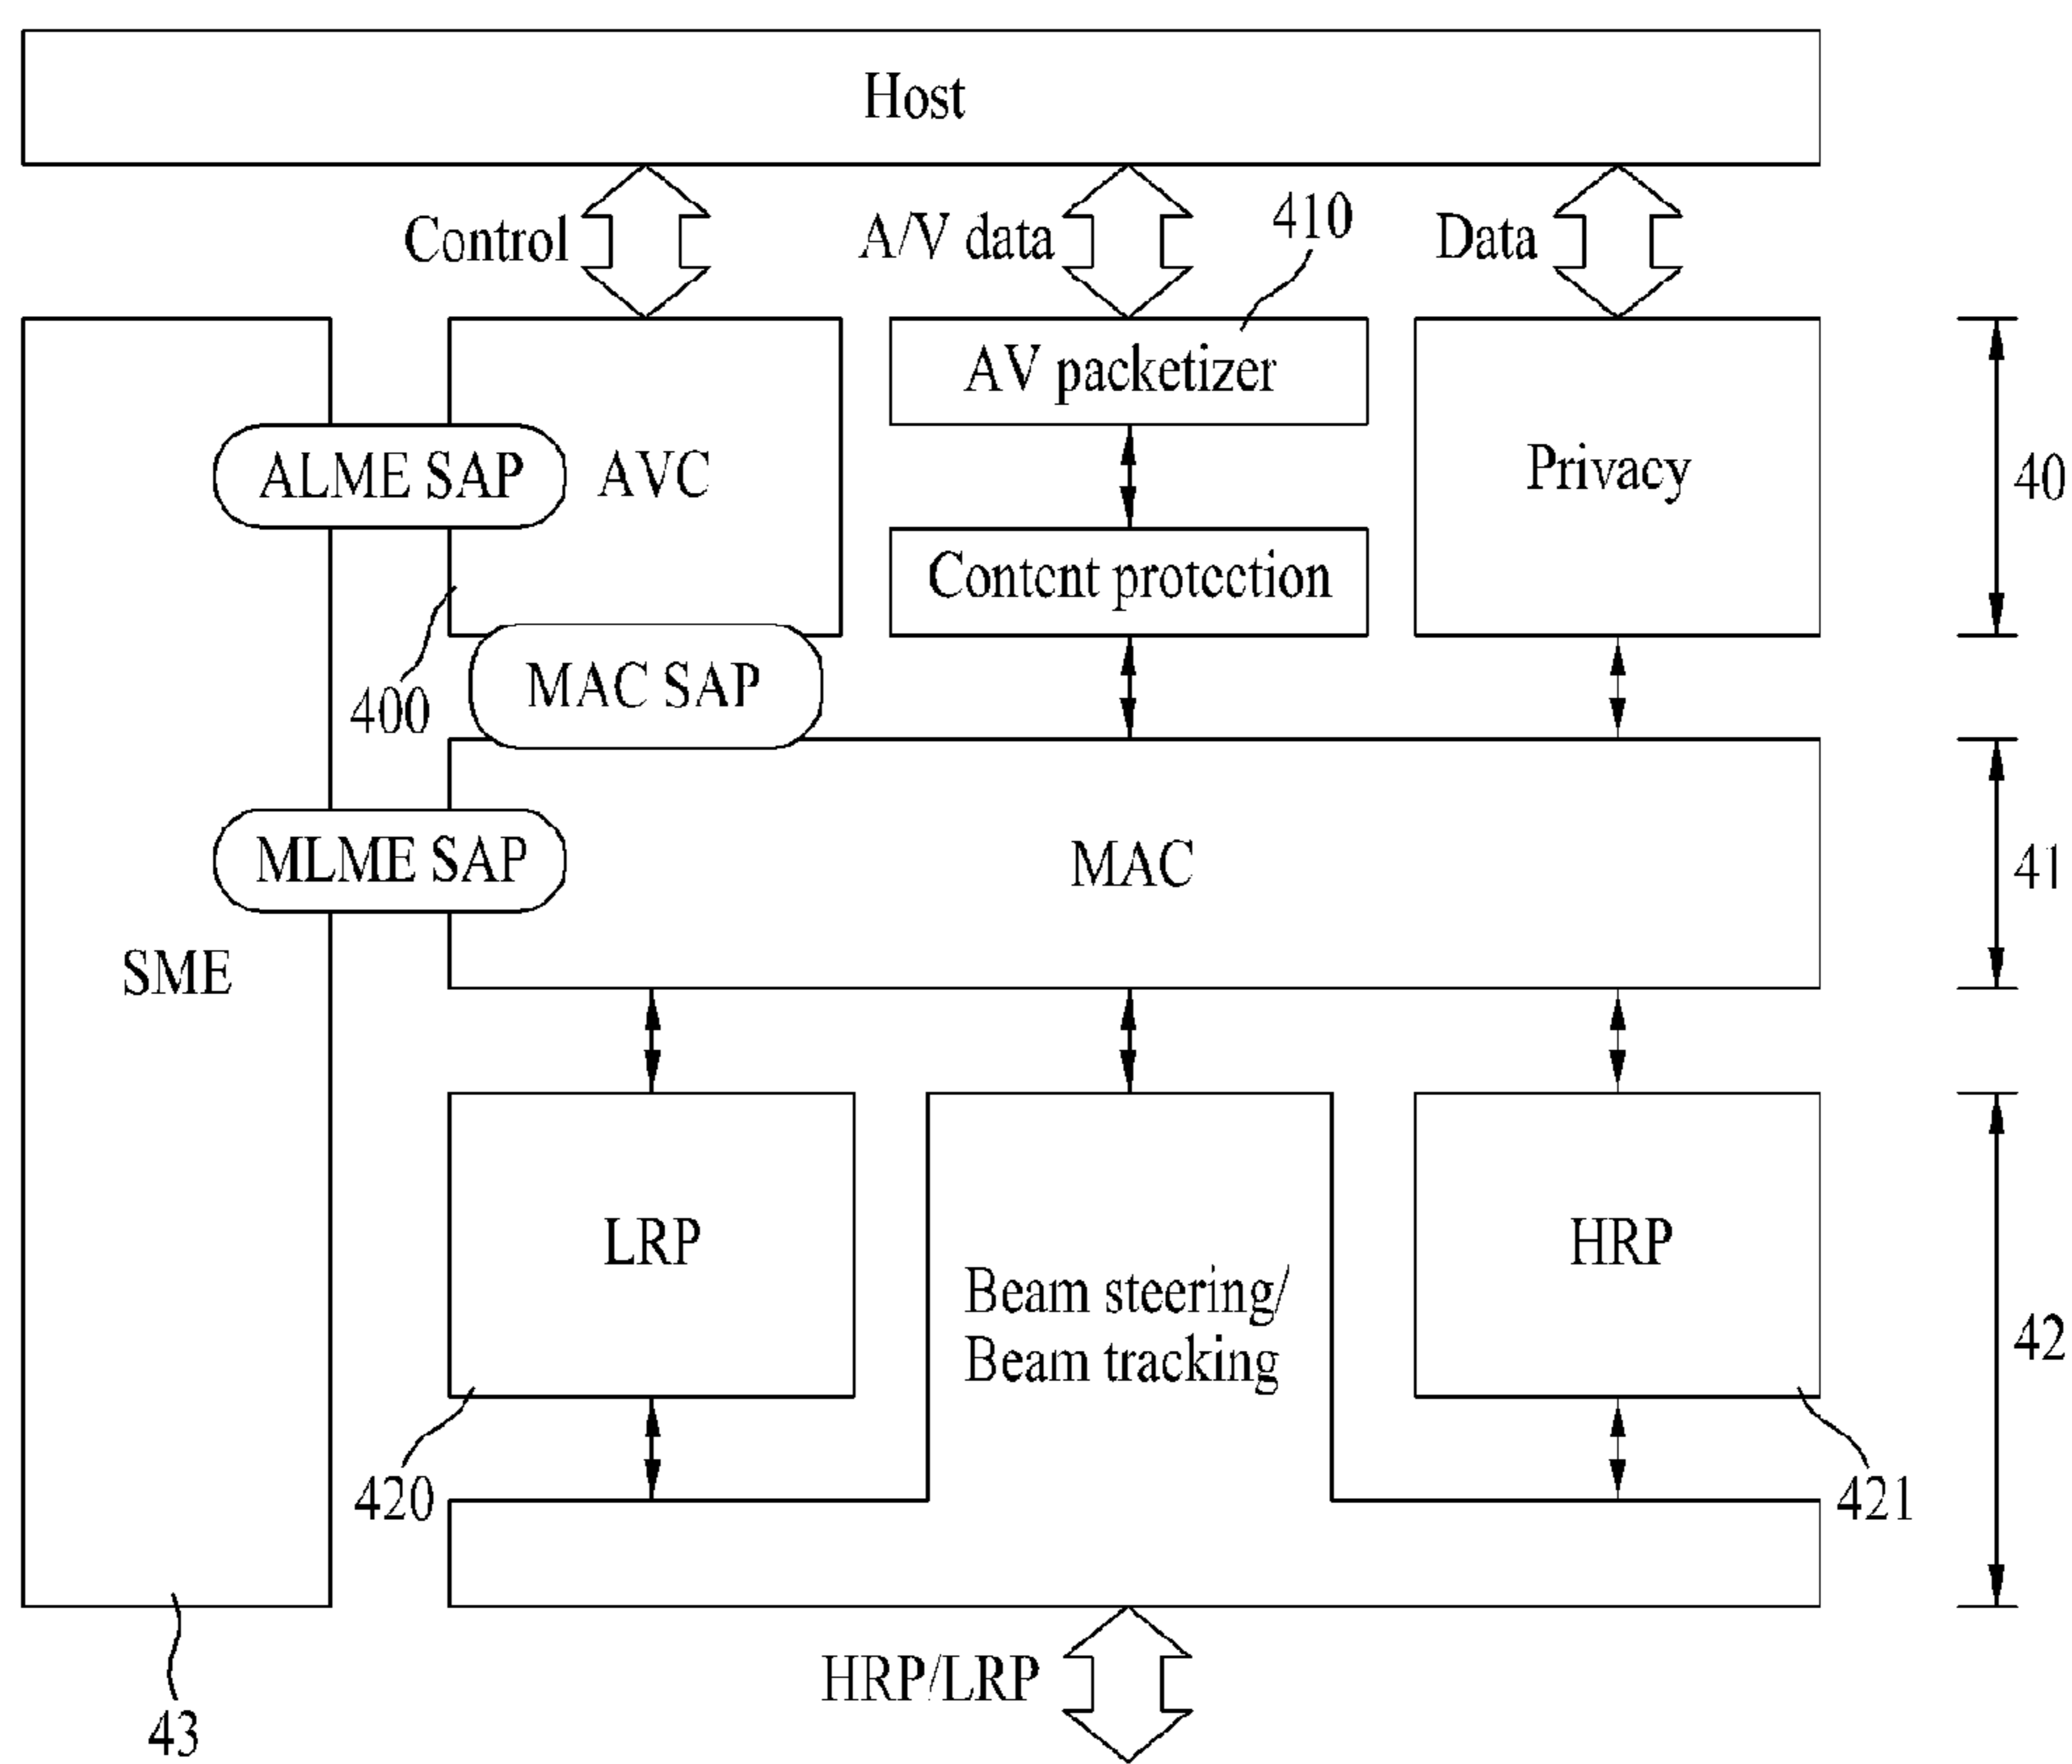 Host
Control
A/V data
410
Data
AV packetizer
ALME SAP
AVC
Privacy
40
Content protection
400
MAC SAP
MLME SAP
MAC
41
SME
LRP
HRP
Beam steering/
Beam tracking
42
420
421
HRP/LRP
43